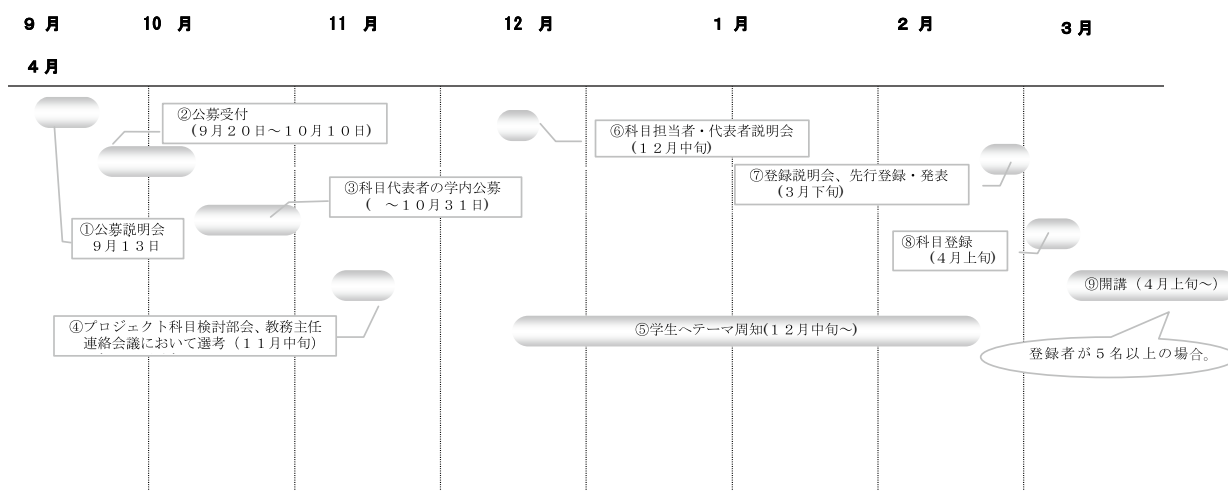 ９月 10 月 11 月 12 月 １月 ２月 ３月
４月
②公募受付
(９月２０日～１０月１０日)
⑥科目担当者・代表者説明会
(１２月中旬)
⑦登録説明会、先行登録・発表
(３月下旬)
③科目代表者の学内公募
(　～１０月３１日)
①公募説明会
９月１３日
⑧科目登録
(４月上旬)
⑨開講（４月上旬～）
④プロジェクト科目検討部会、教務主任
連絡会議において選考（１１月中旬）
⑤学生へテーマ周知(１２月中旬～)
登録者が５名以上の場合。